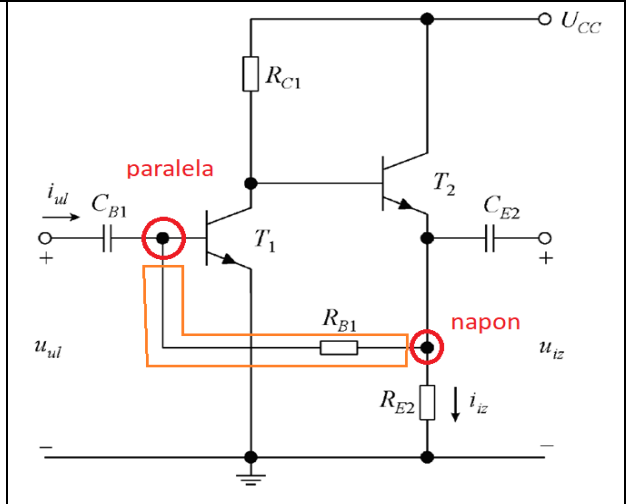 U_CC
R_C1
paralela
i_ul
C_B1
T_1
T_2
C_E2
+
+
R_B1
napon
u_ul
u_iz
R_E2
i_iz
−
−